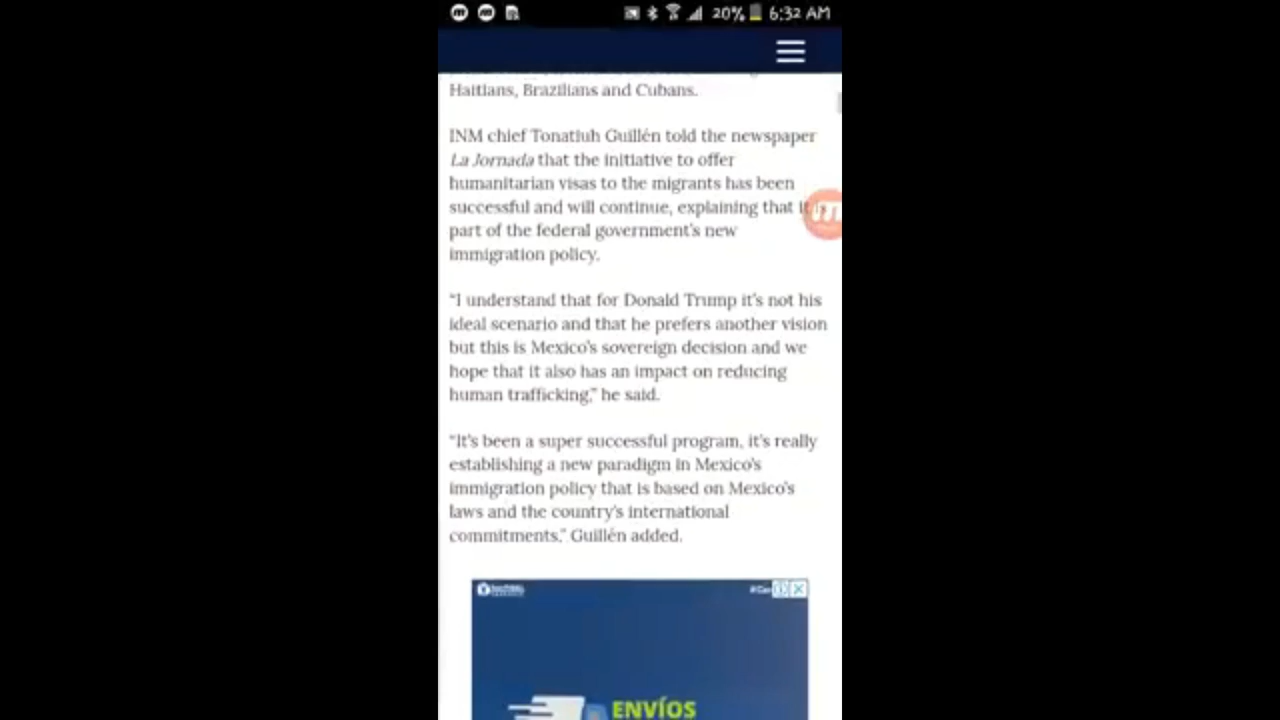 20% 6:32 AM
Haitians, Brazilians and Cubans.
INM chief Tonatiuh Guillén told the newspaper
La Jornada that the initiative to offer
humanitarian visas to the migrants has been
successful and will continue, explaining that it is
part of the federal government's new
immigration policy.
“I understand that for Donald Trump it's not his
ideal scenario and that he prefers another vision
but this is Mexico's sovereign decision and we
hope that it also has an impact on reducing
human trafficking,” he said.
“It's been a super successful program, it's really
establishing a new paradigm in Mexico's
immigration policy that is based on Mexico's
laws and the country's international
commitments,” Guillén added.
ENVÍOS